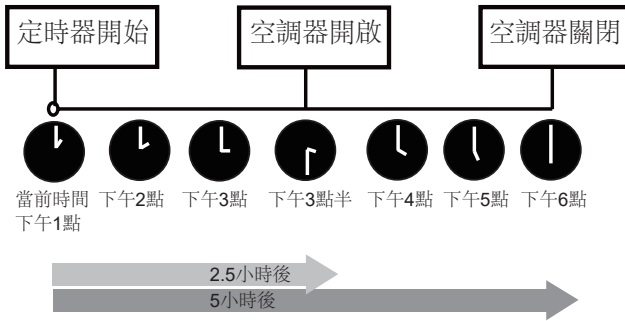 定時器開始
空調器開啟
空調器關閉
當前時間
下午1點
下午2點
下午3點
下午3點半
下午4點
下午5點
下午6點
2.5小時後
5小時後